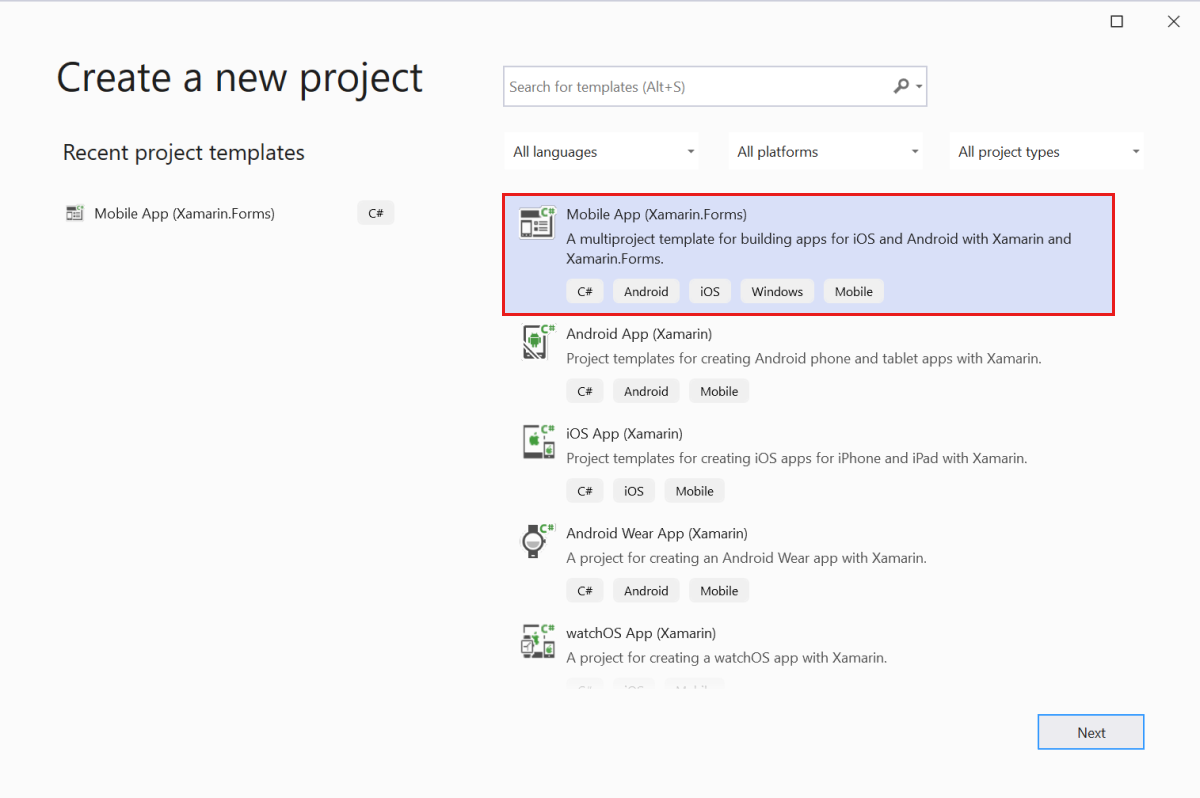 Create a new project
Search for templates (Alt+S)
Recent project templates
All languages
All platforms
All project types
Mobile App (Xamarin.Forms)
C#
Mobile App (Xamarin.Forms)
A multiproject template for building apps for iOS and Android with Xamarin and
Xamarin.Forms.
C# Android iOS Windows Mobile
Android App (Xamarin)
Project templates for creating Android phone and tablet apps with Xamarin.
C# Android Mobile
iOS App (Xamarin)
Project templates for creating iOS apps for iPhone and iPad with Xamarin.
C# iOS Mobile
Android Wear App (Xamarin)
A project for creating an Android Wear app with Xamarin.
C# Android Mobile
watchOS App (Xamarin)
A project for creating a watchOS app with Xamarin.
C# iOS Mobile
Next